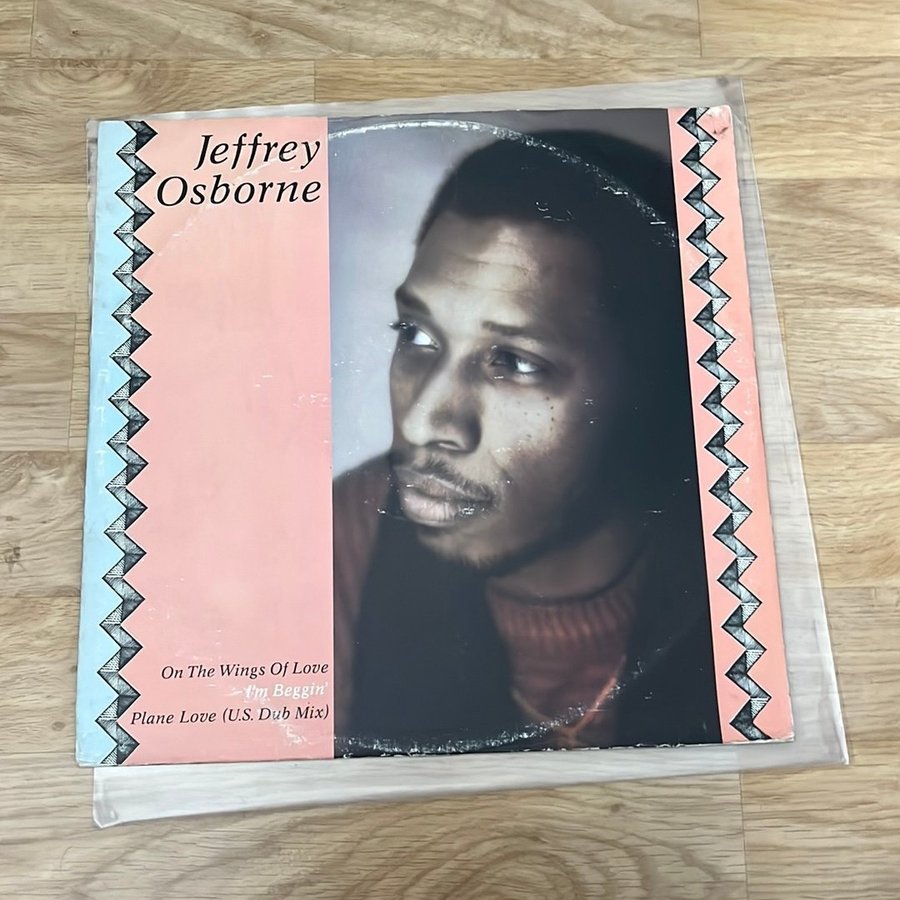 Jeffrey
Osborne
On The Wings Of Love
I'm Beggin'
Plane Love (U.S. Dub Mix)